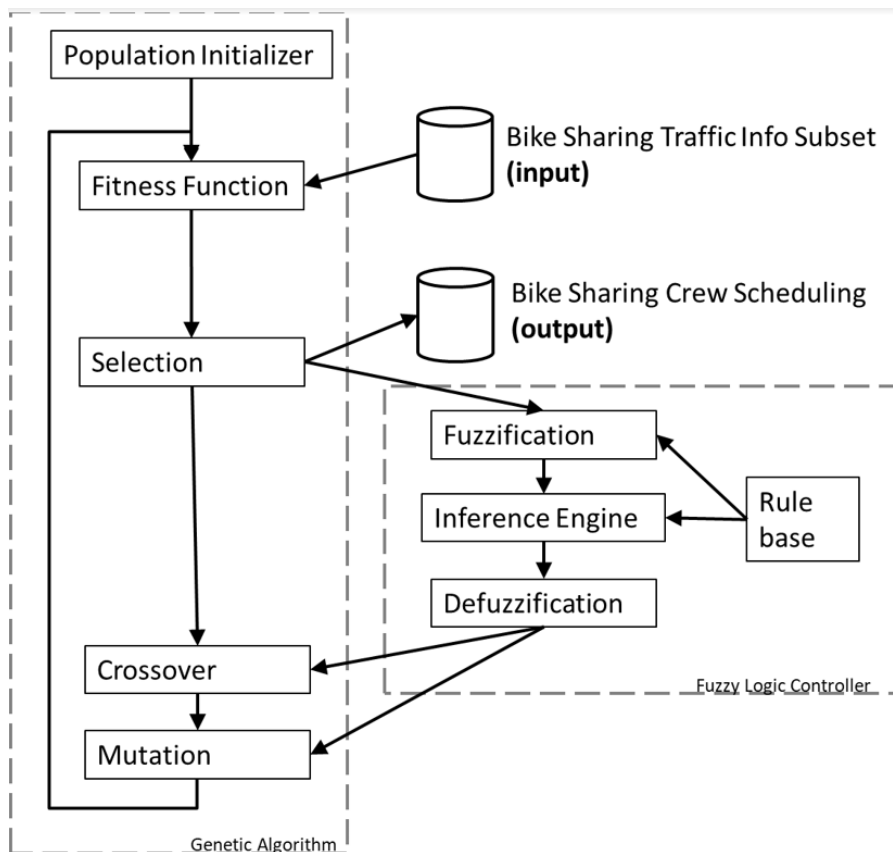 Population Initializer
Bike Sharing Traffic Info Subset
(input)
Fitness Function
Bike Sharing Crew Scheduling
(output)
Selection
Fuzzification
Rule
base
Inference Engine
Defuzzification
Crossover
Fuzzy Logic Controller
Mutation
Genetic Algorithm